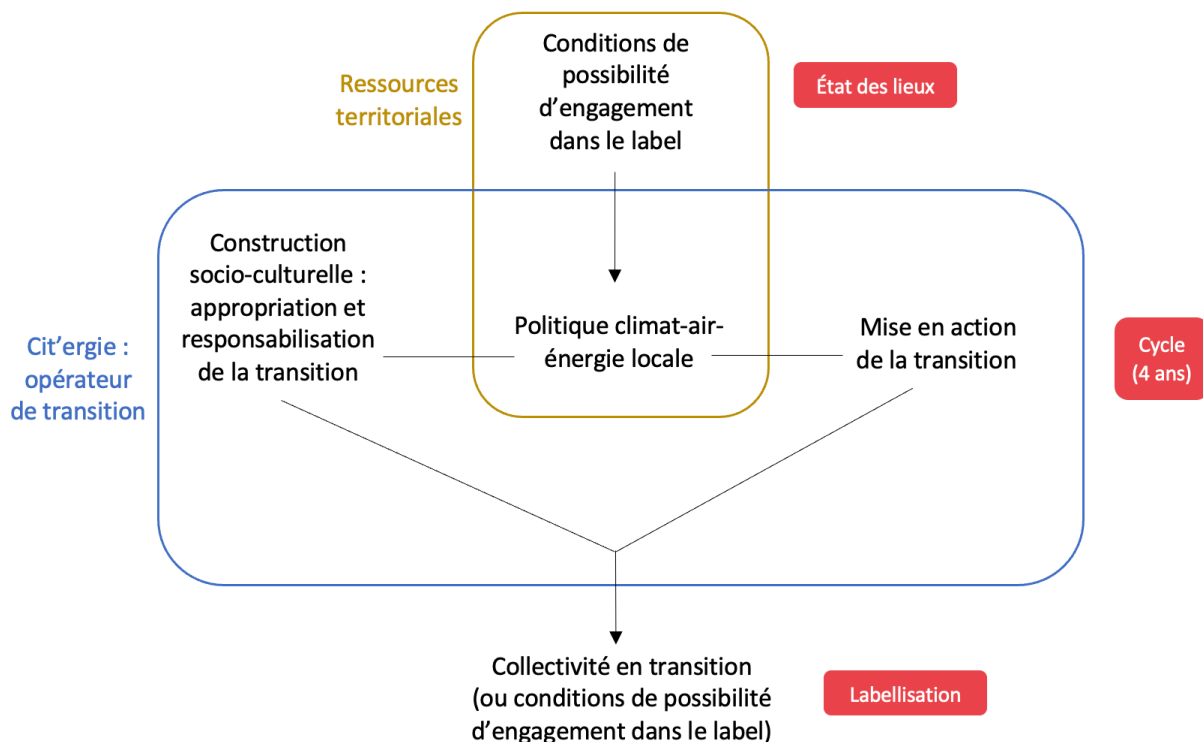 Conditions de
possibilité
d’engagement
dans le label
Ressources
territoriales
État des lieux
Construction
socio-culturelle :
appropriation et
responsabilisation
de la transition
Politique climat-air-
énergie locale
Mise en action
de la transition
Cit’ergie :
opérateur
de transition
Cycle
(4 ans)
Collectivité en transition
(ou conditions de possibilité
d’engagement dans le label)
Labellisation